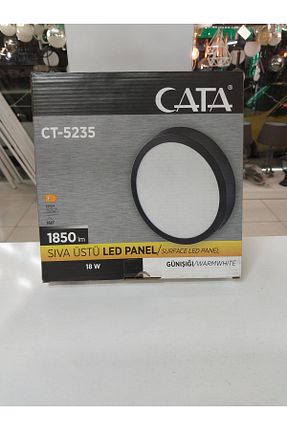 CATA
CT-5235
1850 lm
SIVA ÜSTÜ LED PANEL/SURFACE LED PANEL
18 W
GÜNIŞIĞI/WARMWHITE